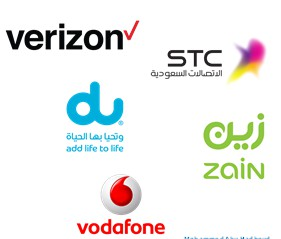 verizon
STC
الاتصالات السعودية
du
وتحيا بها الحياة
add life to life
زين
zain
vodafone